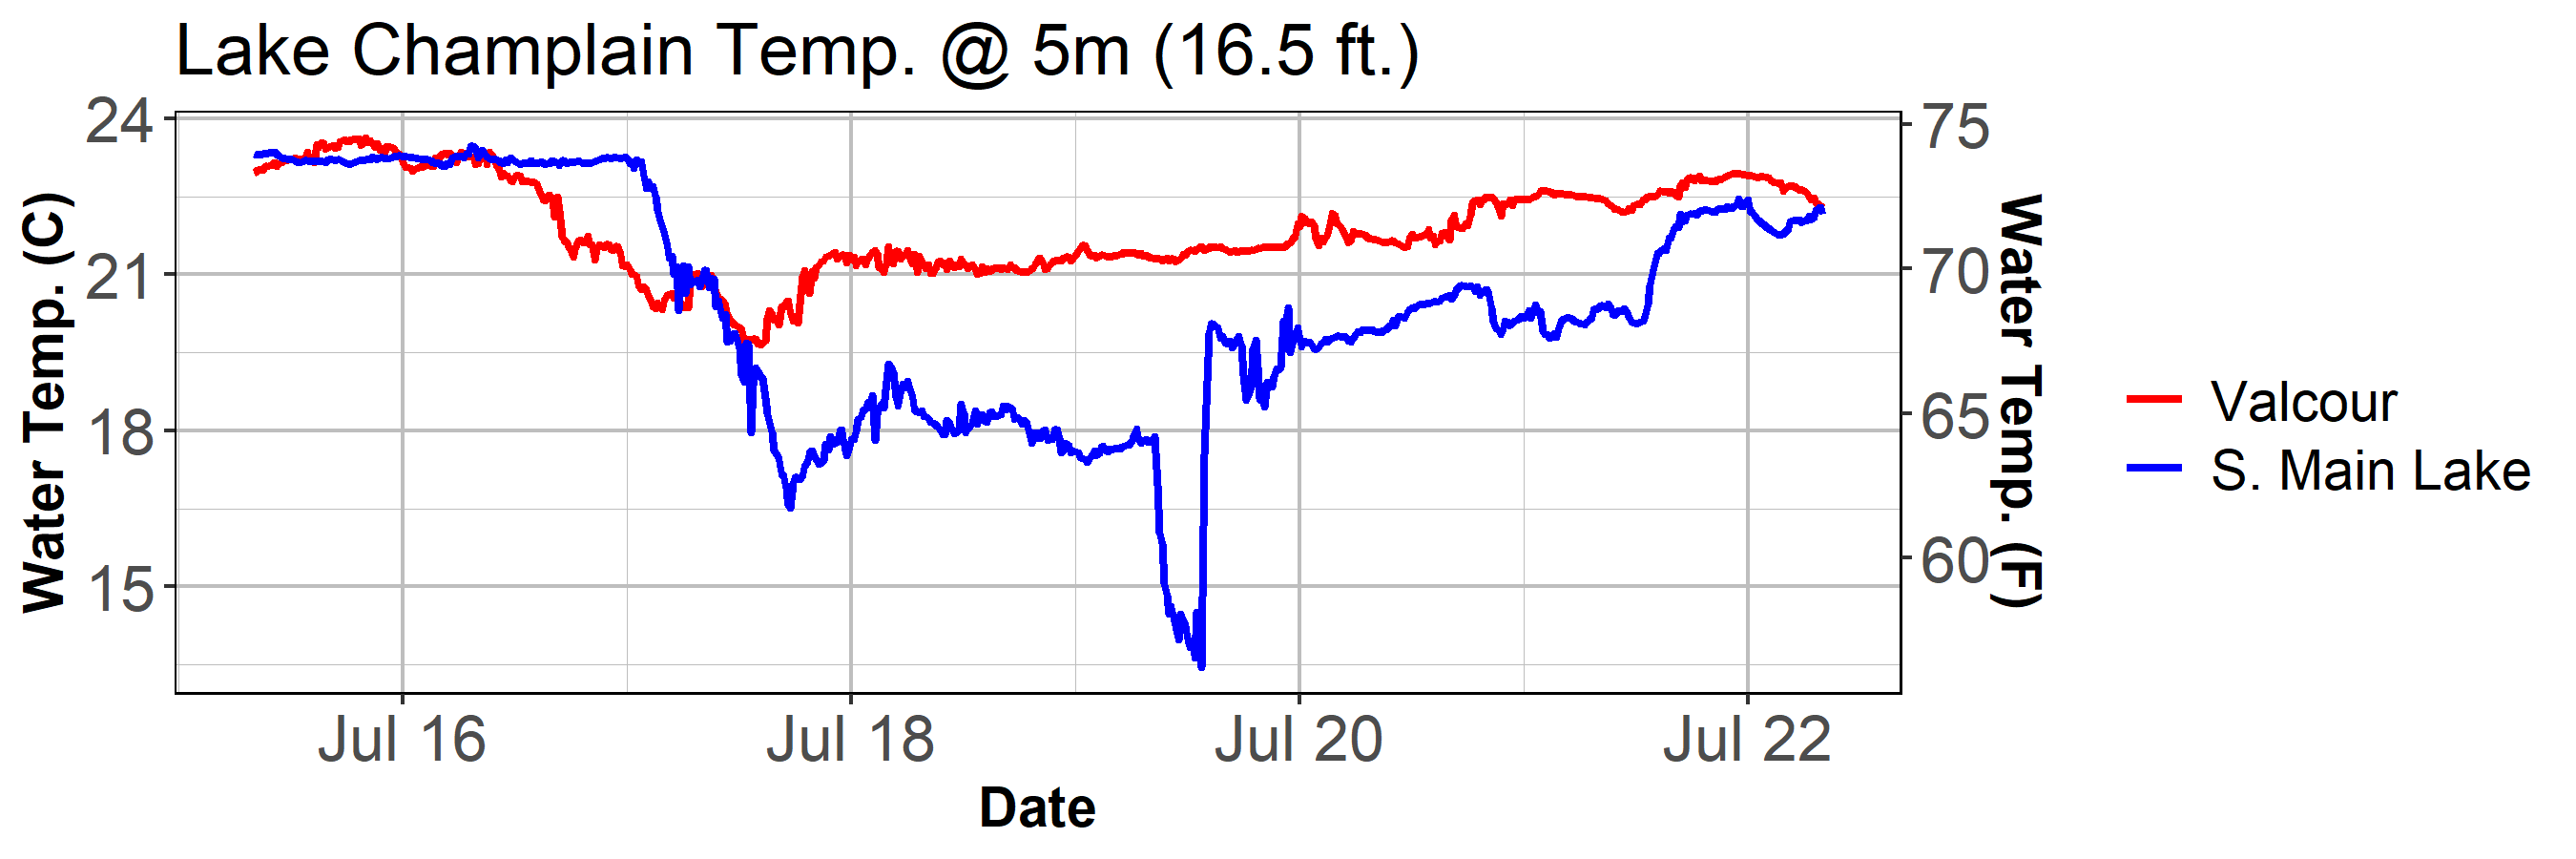 Lake Champlain Temp. @ 5m (16.5 ft.)
Water Temp. (C)
24
21
18
15
75
70
65
60
Water Temp. (F)
Jul 16
Jul 18
Jul 20
Jul 22
Date
Valcour
S. Main Lake